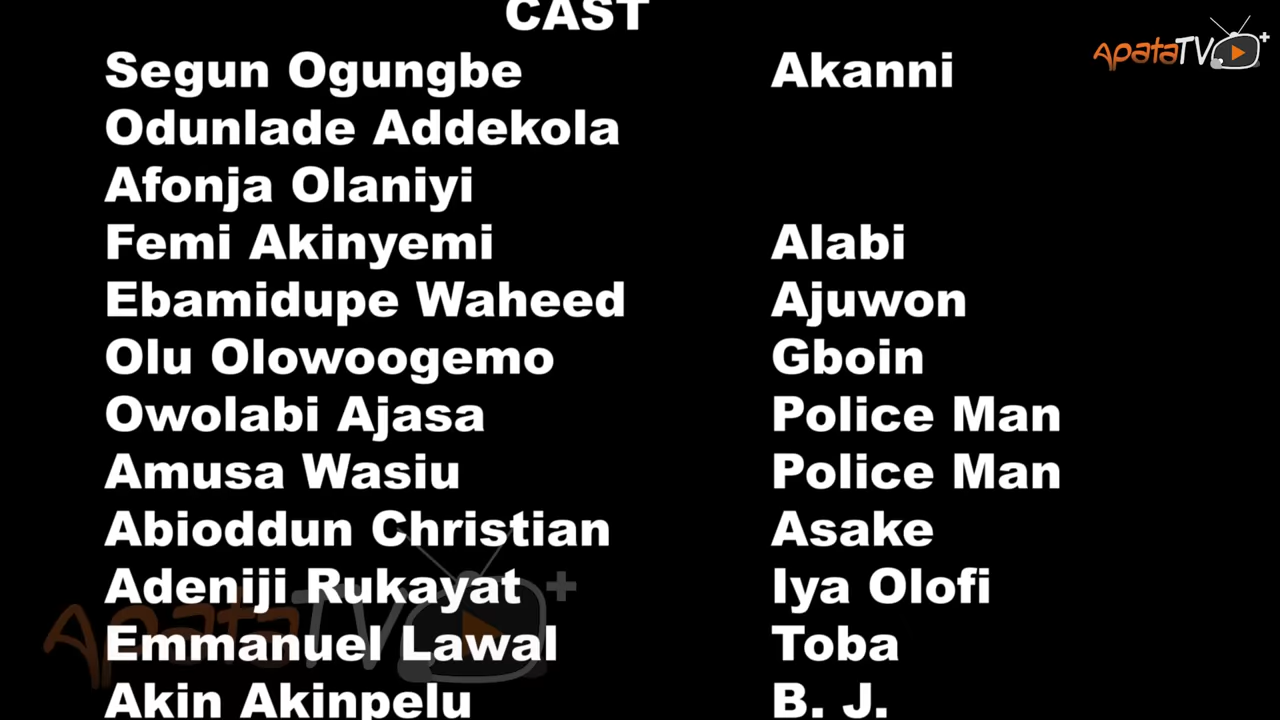 CAST
ApataTV+
Segun Ogungbe Akanni
Odunlade Addekola
Afonja Olaniyi
Femi Akinyemi Alabi
Ebamidupe Waheed Ajuwon
Olu Olowoogemo Gboin
Owolabi Ajasa Police Man
Amusa Wasiu Police Man
Abioddun Christian Asake
Adeniji Rukayat Iya Olofi
ApataTV+
Emmanuel Lawal Toba
Akin Akinpelu B. J.